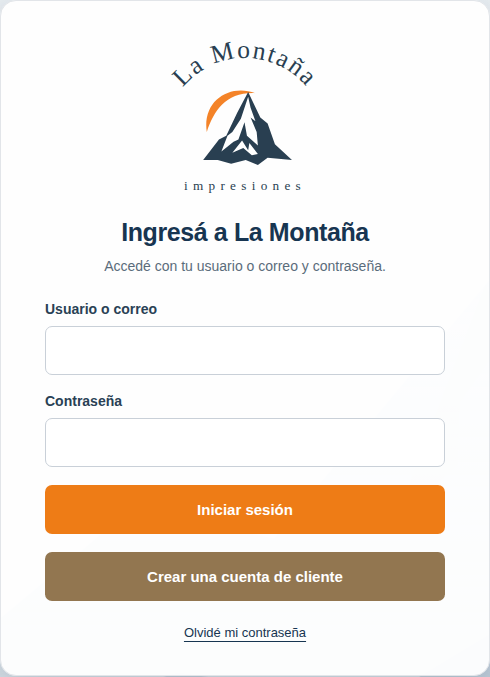 La Montaña
impresiones
Ingresá a La Montaña
Accedé con tu usuario o correo y contraseña.
Usuario o correo
Contraseña
Iniciar sesión
Crear una cuenta de cliente
Olvidé mi contraseña